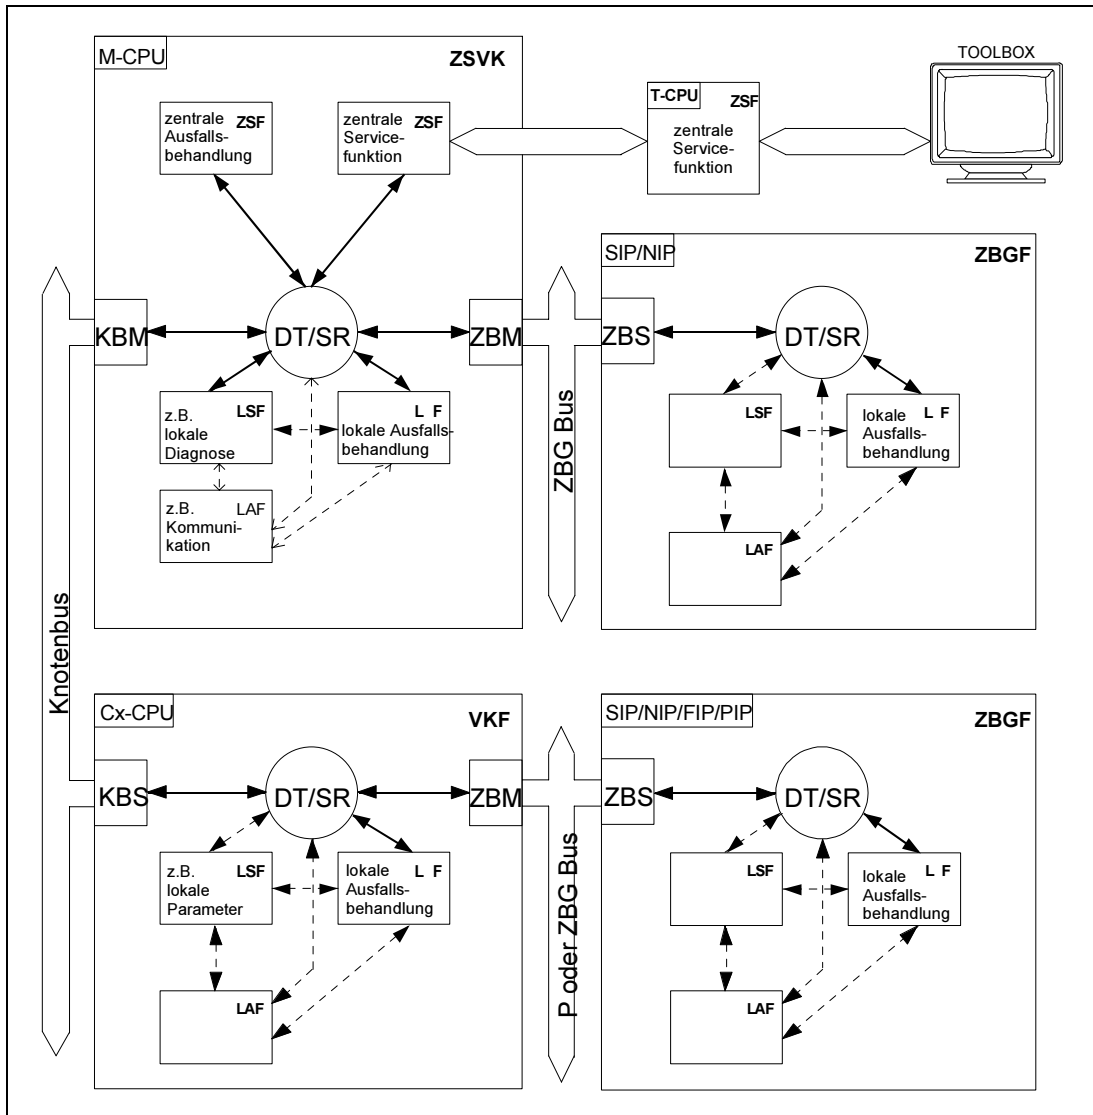 M-CPU
ZSVK
zentrale ZSF
Ausfalls-
behandlung
zentrale ZSF
Service-
funktion
T-CPU
ZSF
zentrale
Service-
funktion
TOOLBOX
KBM
DT/SR
ZBM
z.B. LSF
lokale
Diagnose
L F
lokale Ausfalls-
behandlung
z.B. LAF
Kommuni-
kation
ZBG Bus
SIP/NIP
ZBGF
ZBS
DT/SR
LSF
lokale L F
Ausfalls-
behandlung
LAF
Knotenbus
Cx-CPU
VKF
KBS
DT/SR
ZBM
z.B. LSF
lokale
Parameter
lokale L F
Ausfalls-
behandlung
LAF
P oder ZBG Bus
SIP/NIP/FIP/PIP
ZBGF
ZBS
DT/SR
LSF
lokale L F
Ausfalls-
behandlung
LAF